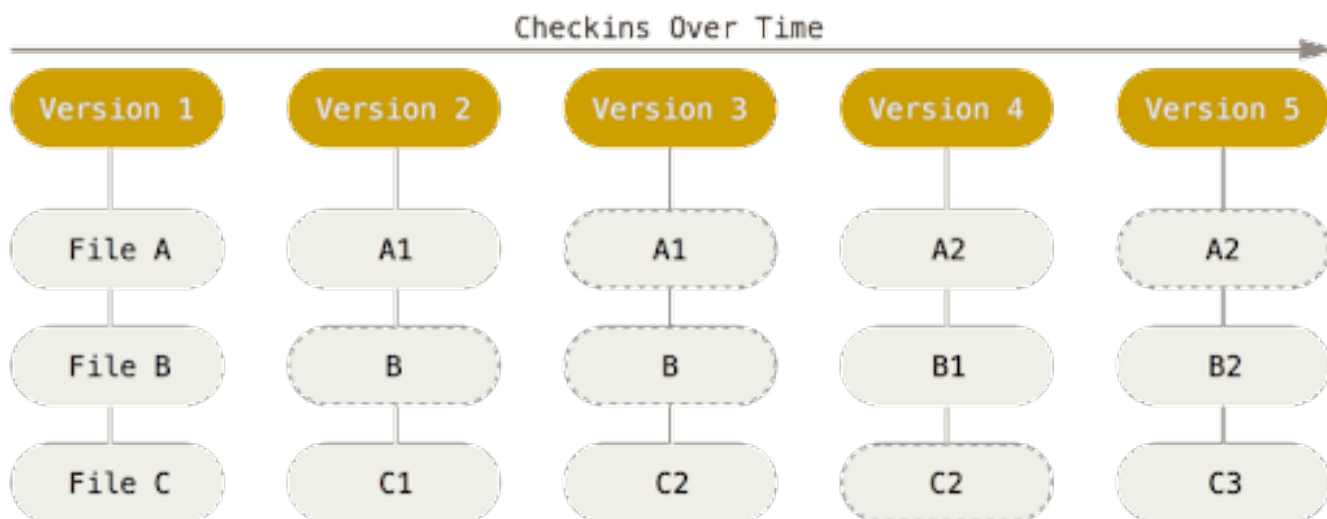 Checkins Over Time
Version 1 Version 2 Version 3 Version 4 Version 5
File A A1 A1 A2 A2
File B B B B1 B2
File C C1 C2 C2 C3